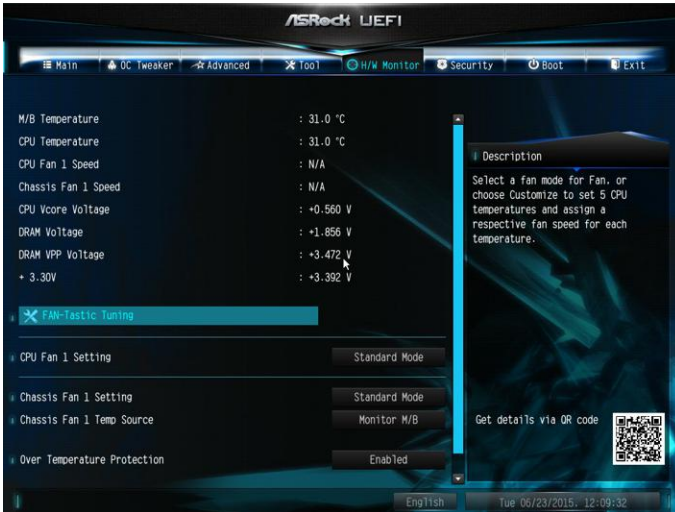 ASRock UEFI
Main OC Tweaker Advanced Tool H/W Monitor Security Boot Exit
M/B Temperature : 31.0 °C
CPU Temperature : 31.0 °C
CPU Fan 1 Speed : N/A
Chassis Fan 1 Speed : N/A
CPU Vcore Voltage : +0.560 V
DRAM Voltage : +1.856 V
DRAM VPP Voltage : +3.472 V
+ 3.30V : +3.392 V
FAN-Tastic Tuning
CPU Fan 1 Setting Standard Mode
Chassis Fan 1 Setting Standard Mode
Chassis Fan 1 Temp Source Monitor M/B
Over Temperature Protection Enabled
Description
Select a fan mode for Fan. or
choose Customize to set 5 CPU
temperatures and assign a
respective fan speed for each
temperature.
Get details via QR code
English Tue 06/23/2015. 12:09:32